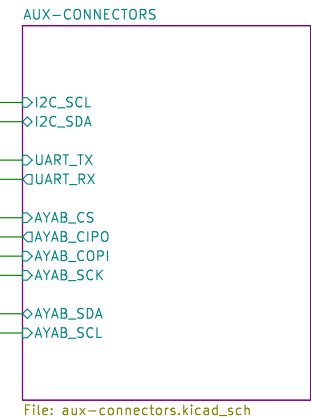 AUX-CONNECTORS
I2C_SCL
I2C_SDA
UART_TX
UART_RX
AYAB_CS
AYAB_CIPO
AYAB_COPI
AYAB_SCK
AYAB_SDA
AYAB_SCL
File: aux-connectors.kicad_sch